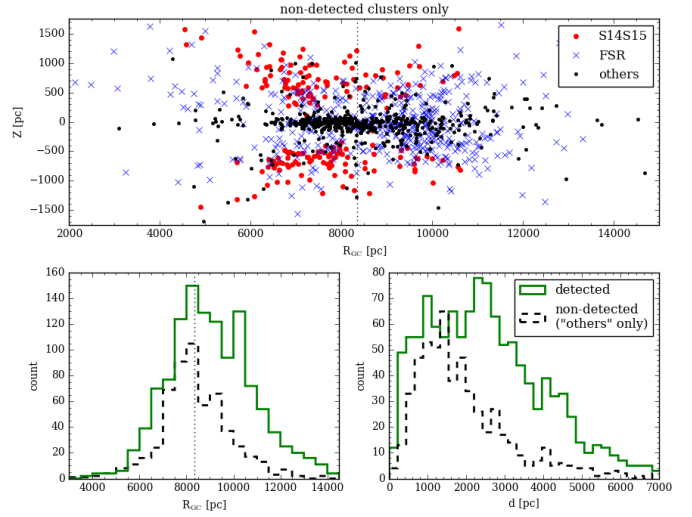 non-detected clusters only
1500
1000
500
0
−500
−1000
−1500
Z [pc]
S14S15
FSR
others
2000 4000 6000 8000 10000 12000 14000
R_GC [pc]
160
140
120
100
80
60
40
20
0
count
4000 6000 8000 10000 12000 14000
R_GC [pc]
80
70
60
50
40
30
20
10
0
count
detected
non-detected
("others" only)
0 1000 2000 3000 4000 5000 6000 7000
d [pc]